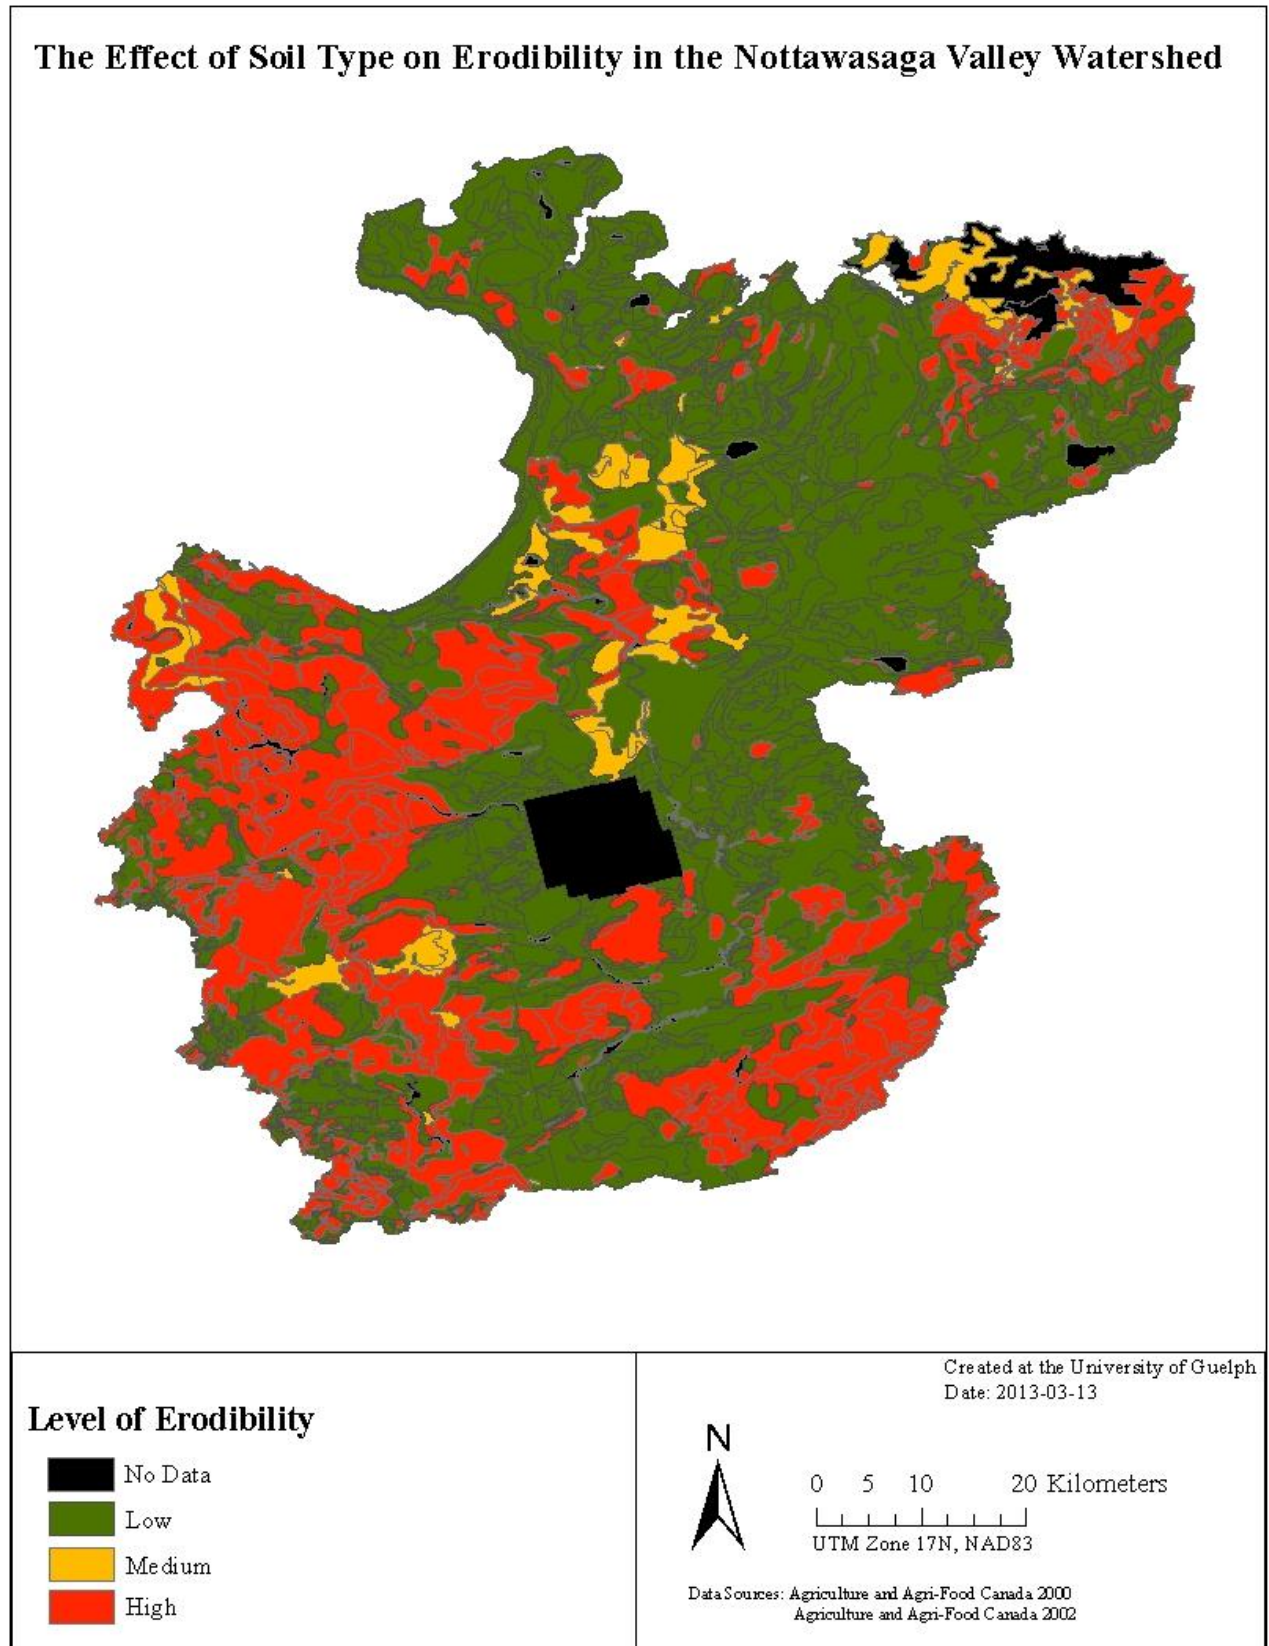 The Effect of Soil Type on Erodibility in the Nottawasaga Valley Watershed
Level of Erodibility
No Data
Low
Medium
High
Created at the University of Guelph
Date: 2013-03-13
N
0 5 10 20 Kilometers
UTM Zone 17N, NAD83
Data Sources: Agriculture and Agri-Food Canada 2000
Agriculture and Agri-Food Canada 2002